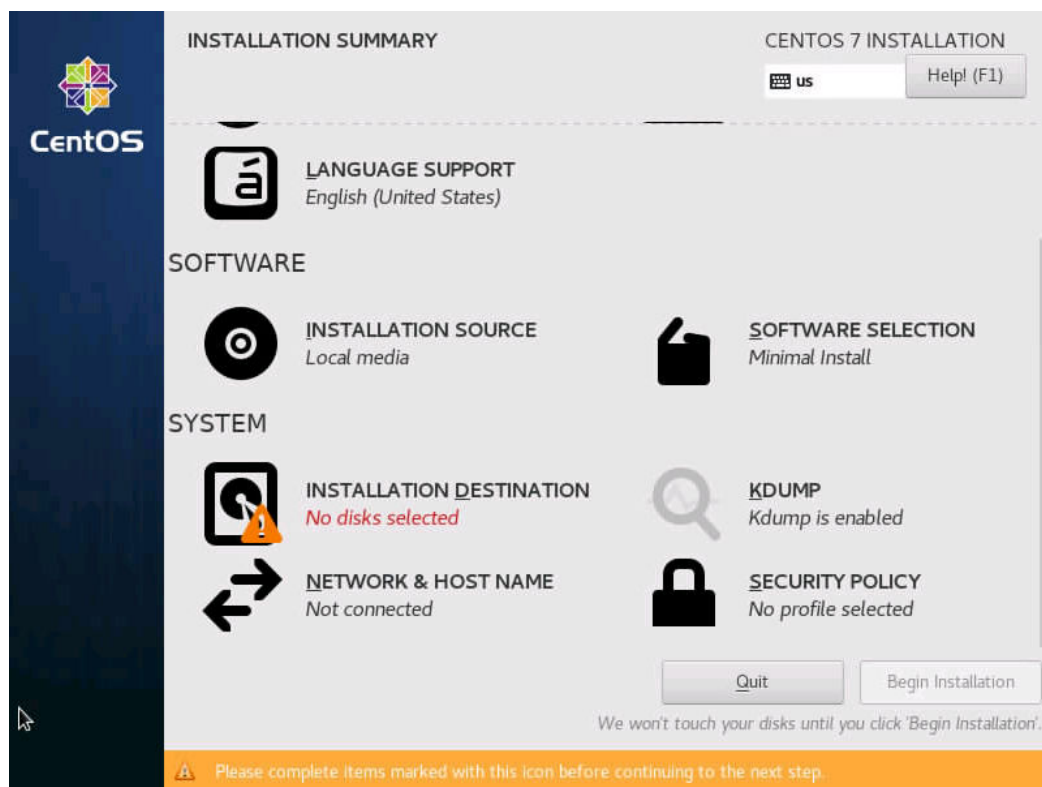 INSTALLATION SUMMARY
CENTOS 7 INSTALLATION
us
Help! (F1)
CentOS
á
LANGUAGE SUPPORT
English (United States)
SOFTWARE
INSTALLATION SOURCE
Local media
SOFTWARE SELECTION
Minimal Install
SYSTEM
INSTALLATION DESTINATION
No disks selected
KDUMP
Kdump is enabled
NETWORK & HOST NAME
Not connected
SECURITY POLICY
No profile selected
Quit
Begin Installation
We won't touch your disks until you click 'Begin Installation'.
Please complete items marked with this icon before continuing to the next step.